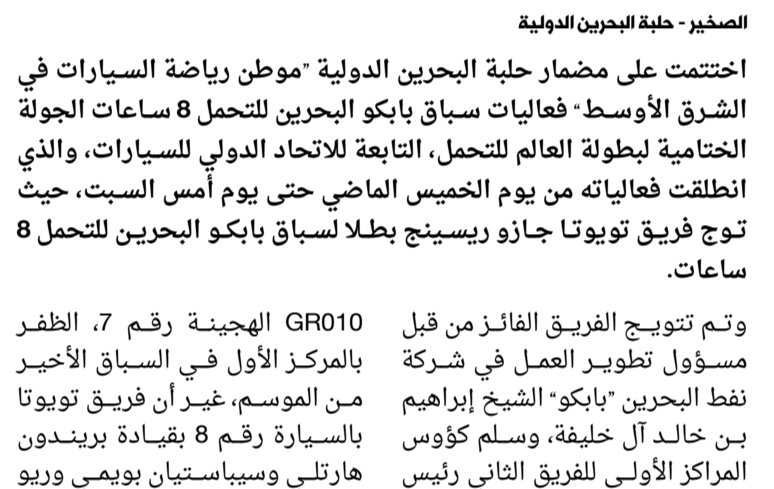 الصخير - حلبة البحرين الدولية
اختتمت على مضمار حلبة البحرين الدولية "موطن رياضة السيارات في
الشرق الأوسط" فعاليات سباق بابكو البحرين للتحمل 8 ساعات الجولة
الختامية لبطولة العالم للتحمل، التابعة للاتحاد الدولي للسيارات، والذي
انطلقت فعالياته من يوم الخميس الماضي حتى يوم أمس السبت، حيث
توج فريق تويوتا جازو ريسينج بطلا لسباق بابكو البحرين للتحمل 8
ساعات.
وتم تتويج الفريق الفائز من قبل
مسؤول تطوير العمل في شركة
نفط البحرين "بابكو" الشيخ إبراهيم
بن خالد آل خليفة، وسلم كؤوس
المراكز الأولى للفريق الثاني رئيس
GR010 الهجينة رقم 7، الظفر
بالمركز الأول في السباق الأخير
من الموسم، غير أن فريق تويوتا
بالسيارة رقم 8 بقيادة بريندون
هارتلي وسيباستيان بويمي وريو